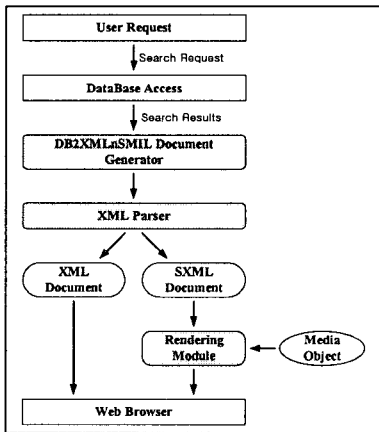 User Request
Search Request
DataBase Access
Search Results
DB2XMLnSMIL Document
Generator
XML Parser
XML
Document
SXML
Document
Rendering
Module
Media
Object
Web Browser